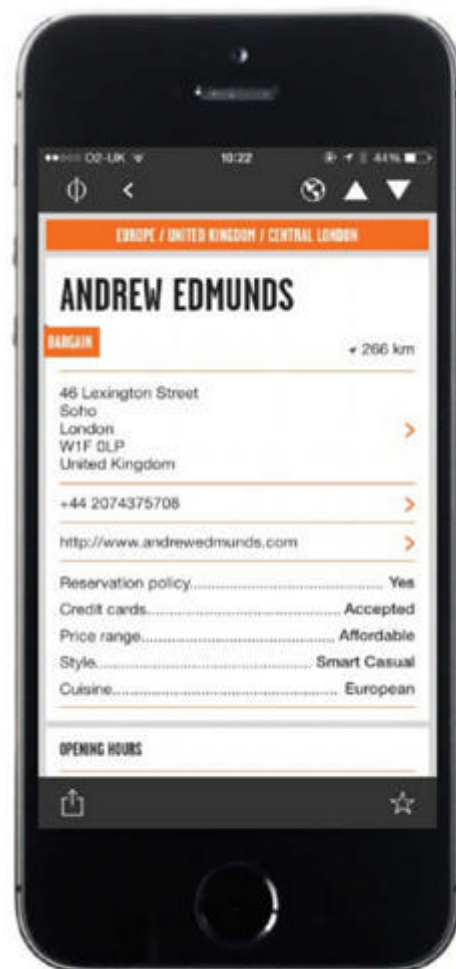 O2-UK 10:22 44%
EUROPE / UNITED KINGDOM / CENTRAL LONDON
ANDREW EDMUNDS
BARGAIN
266 km
46 Lexington Street
Soho
London
W1F 0LP
United Kingdom
+44 2074375708
http://www.andrewedmunds.com
Reservation policy.......................... Yes
Credit cards.......................... Accepted
Price range.......................... Affordable
Style.......................... Smart Casual
Cuisine.......................... European
OPENING HOURS